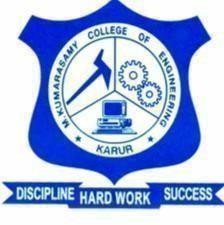 M.KUMARASAMY COLLEGE OF ENGINEERING
KARUR
DISCIPLINE HARD WORK SUCCESS